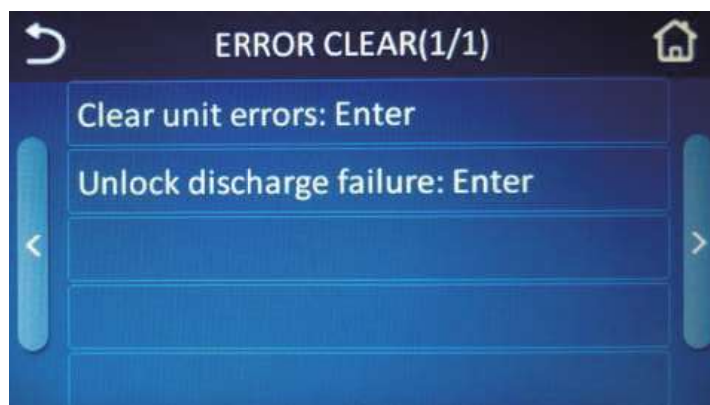 ERROR CLEAR(1/1)
Clear unit errors: Enter
Unlock discharge failure: Enter